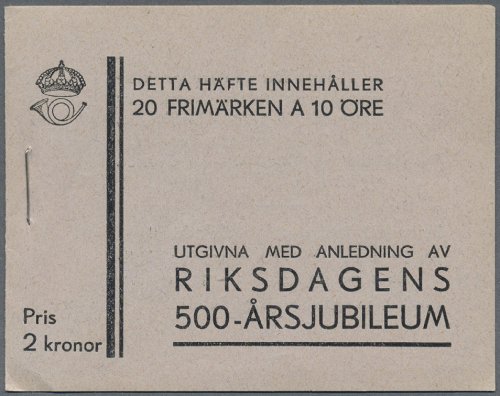 DETTA HÄFTE INNEHÅLLER
20 FRIMÄRKEN A 10 ÖRE
UTGIVNA MED ANLEDNING AV
RIKSDAGENS
500-ÅRSJUBILEUM
Pris
2 kronor